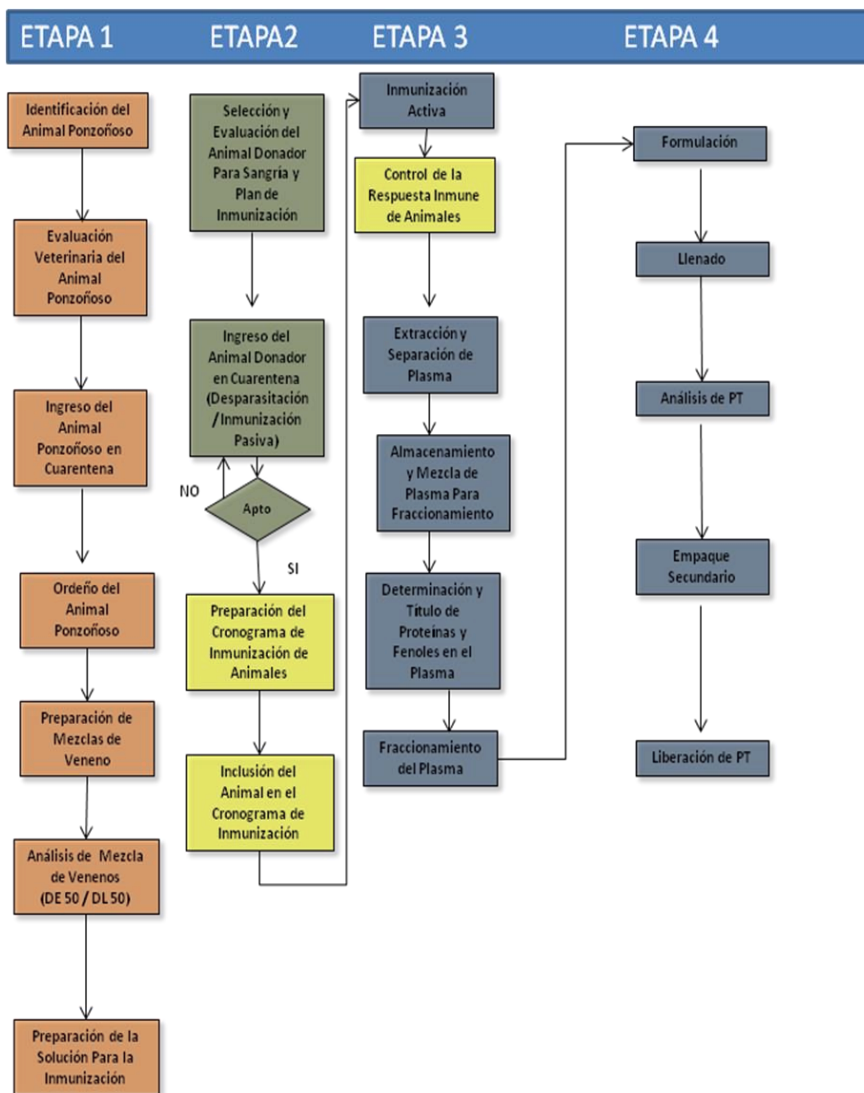 ETAPA 1
ETAPA2
ETAPA 3
ETAPA 4
Identificación del
Animal Ponzoñoso
Evaluación
Veterinaria del
Animal
Ponzoñoso
Ingreso del
Animal
Ponzoñoso en
Cuarentena
Ordeño del
Animal
Ponzoñoso
Preparación de
Mezclas de
Veneno
Análisis de Mezcla
de Venenos
(DE 50 / DL 50)
Preparación de la
Solución Para la
Inmunización
Selección y
Evaluación del
Animal Donador
Para Sangría y
Plan de
Inmunización
Ingreso del
Animal Donador
en Cuarentena
(Desparasitación
/Inmunización
Pasiva)
NO
Apto
SI
Preparación del
Cronograma de
Inmunización de
Animales
Inclusión del
Animal en el
Cronograma de
Inmunización
Inmunización
Activa
Control de la
Respuesta Inmune
de Animales
Extracción y
Separación de
Plasma
Almacenamiento
y Mezcla de
Plasma Para
Fraccionamiento
Determinación y
Título de
Proteínas y
Fenoles en el
Plasma
Fraccionamiento
del Plasma
Formulación
Llenado
Análisis de PT
Empaque
Secundario
Liberación de PT